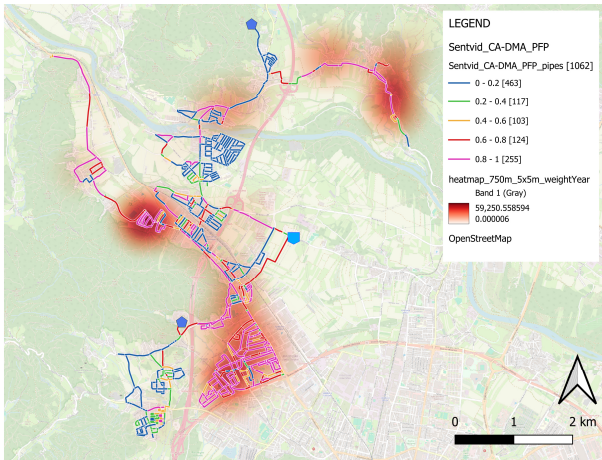 LEGEND
Sentvid_CA-DMA_PFP
Sentvid_CA-DMA_PFP_pipes [1062]
0 - 0.2 [463]
0.2 - 0.4 [117]
0.4 - 0.6 [103]
0.6 - 0.8 [124]
0.8 - 1 [255]
heatmap_750m_5x5m_weightYear
Band 1 (Gray)
59,250.558594
0.000006
OpenStreetMap
0 1 2 km